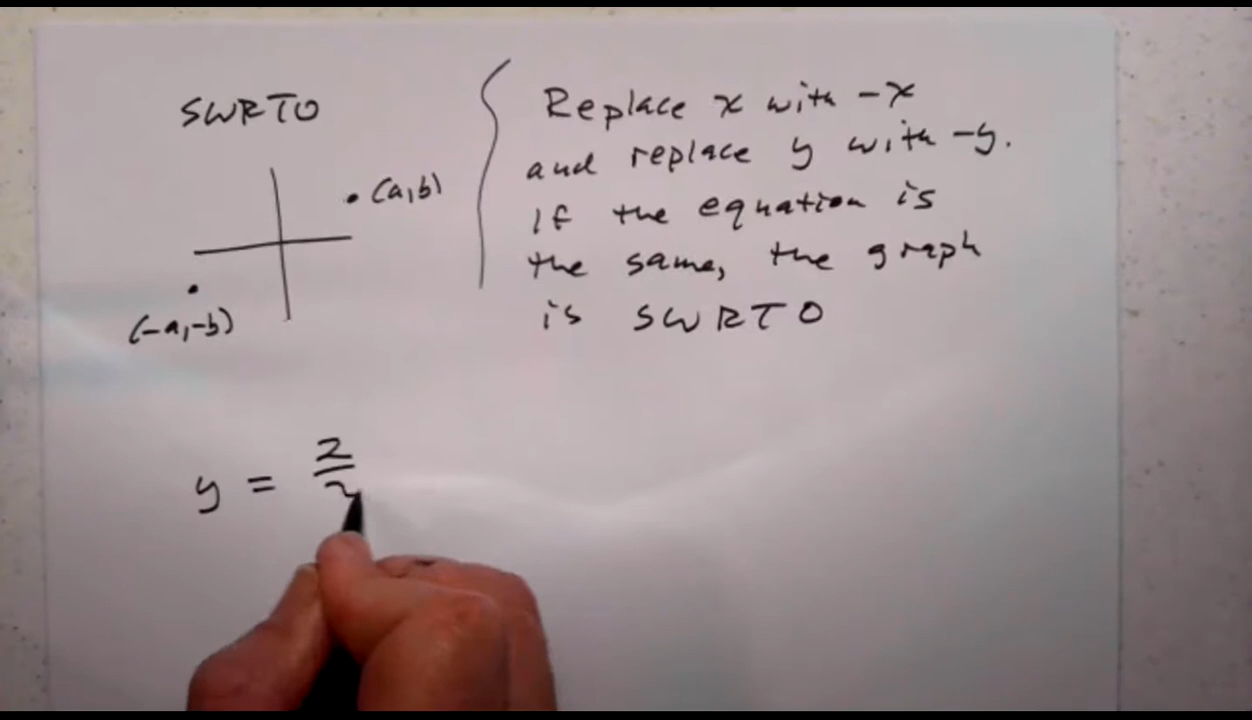 SWRTO
(a,b)
(-a,-b)
Replace x with -x
and replace y with -y.
If the equation is
the same, the graph
is SWRTO
y = 2/